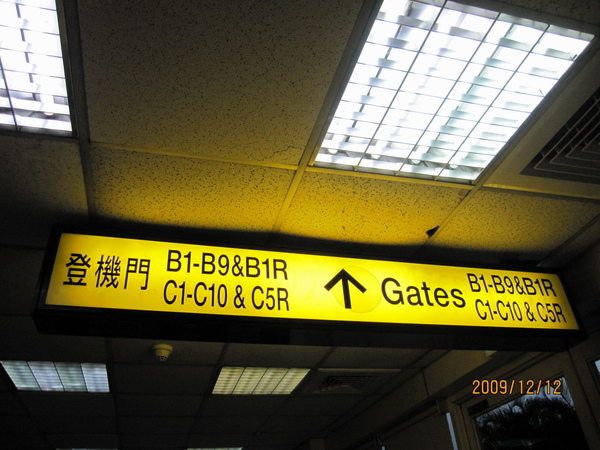 登機門 B1-B9&B1R
C1-C10 & C5R
Gates B1-B9&B1R
C1-C10 & C5R
2009/12/12